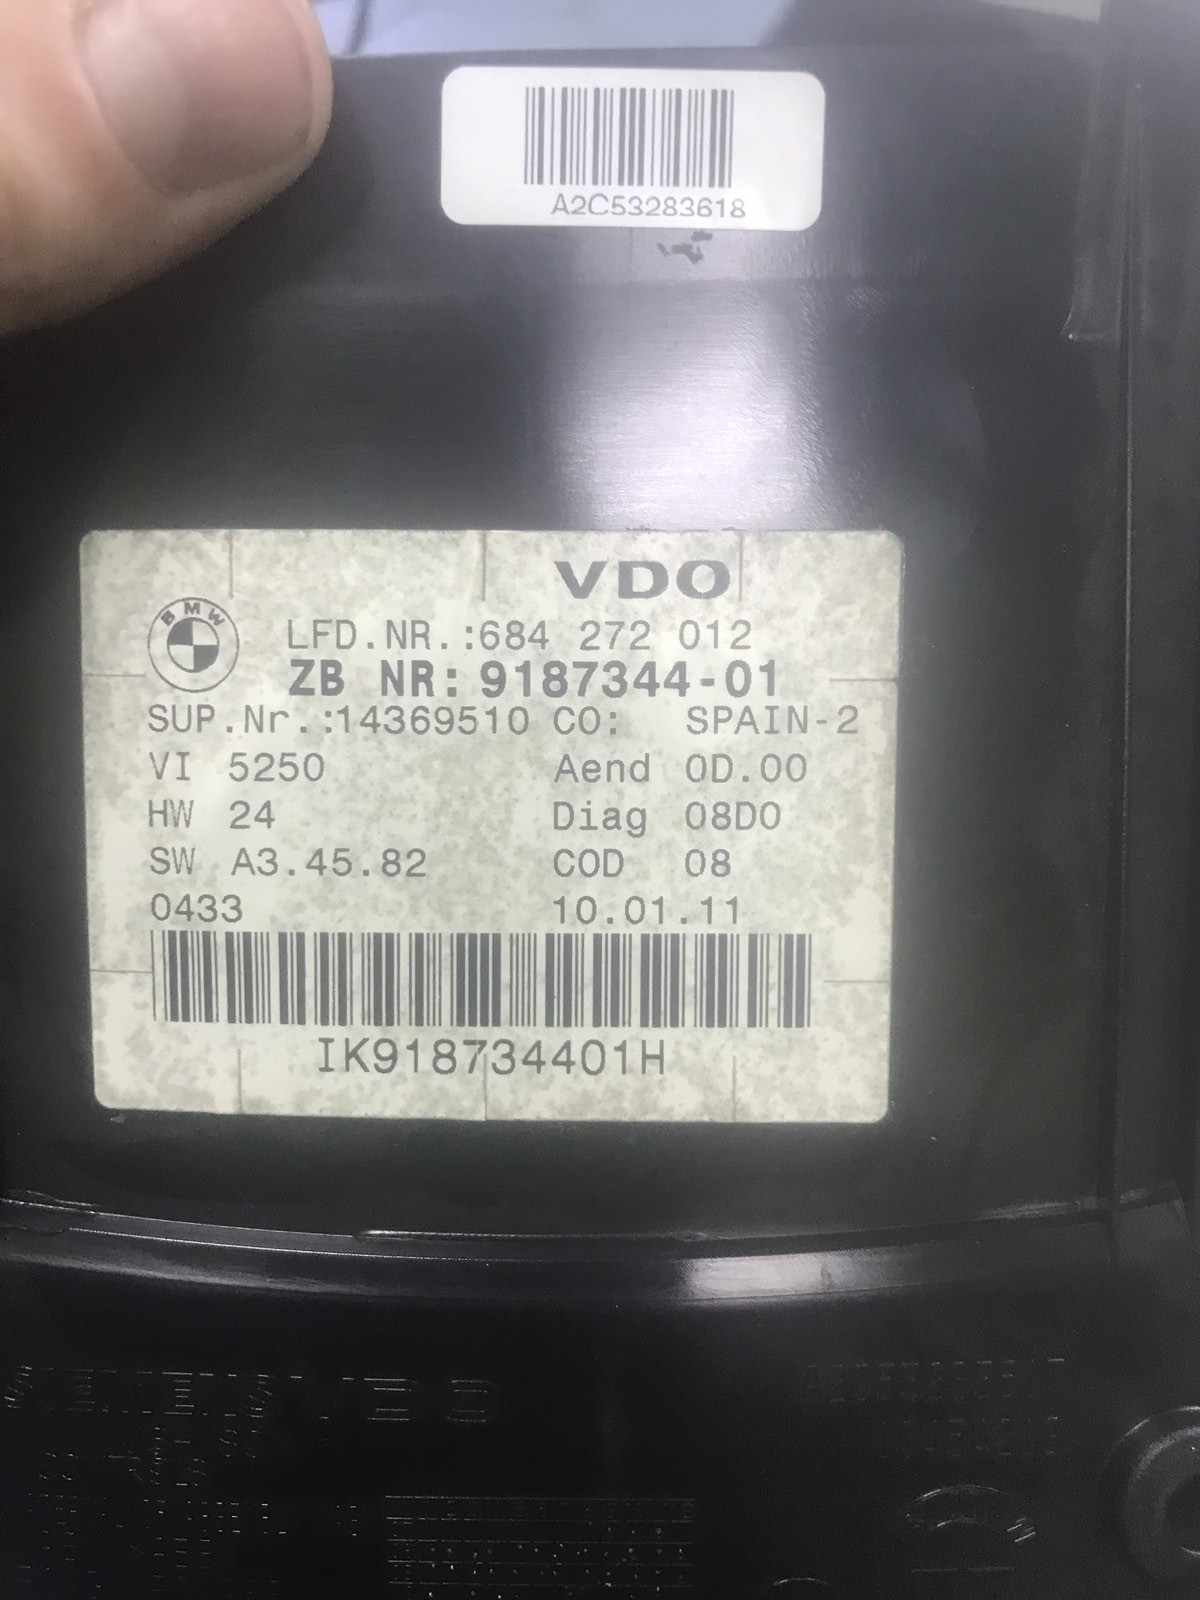 A2C53283618
VDO
BMW
LFD.NR.:684 272 012
ZB NR: 9187344-01
SUP.Nr.:14369510 CO: SPAIN-2
VI 5250 Aend 0D.00
HW 24 Diag 08D0
SW A3.45.82 COD 08
0433 10.01.11
IK918734401H